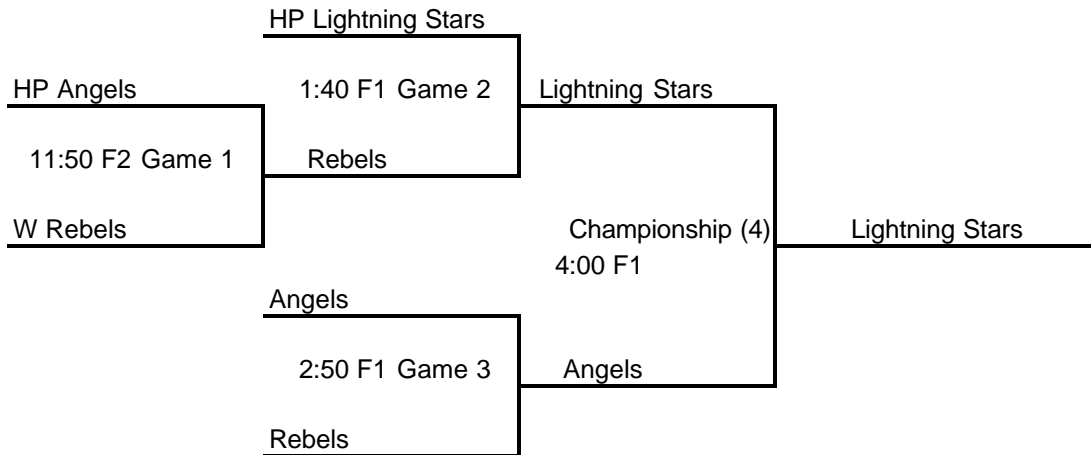 HP Lightning Stars
HP Angels
1:40 F1 Game 2
Lightning Stars
11:50 F2 Game 1
Rebels
W Rebels
Championship (4)
Lightning Stars
4:00 F1
Angels
2:50 F1 Game 3
Angels
Rebels